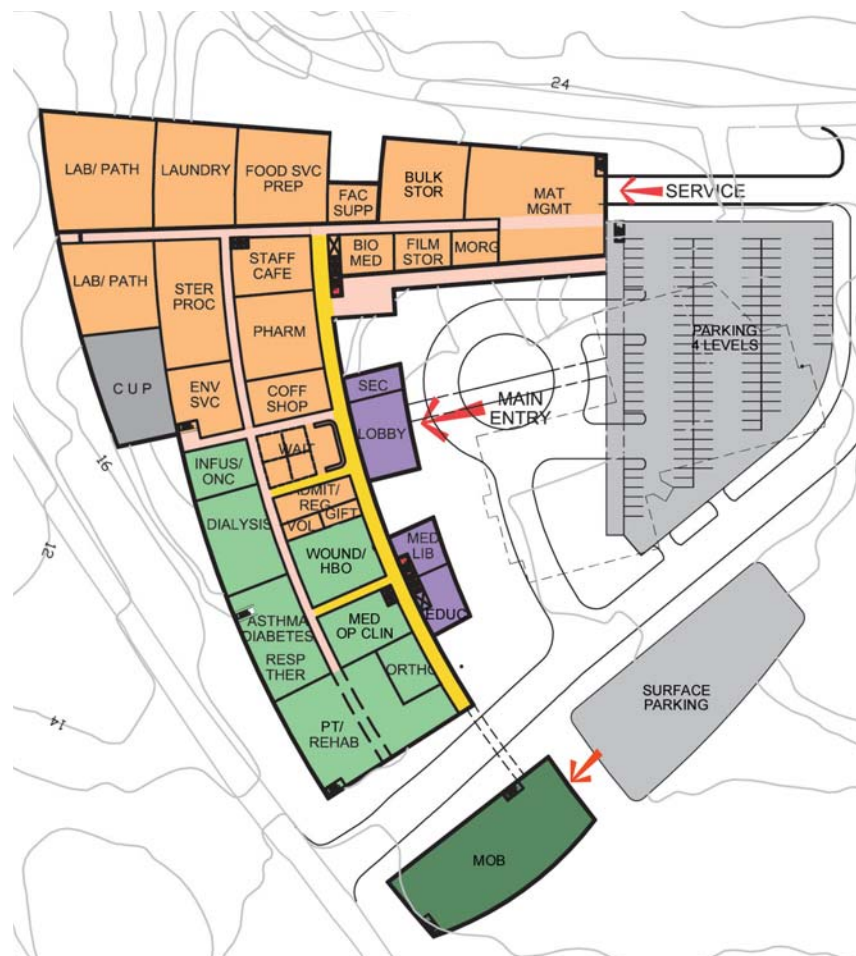 24
LAB/ PATH
LAUNDRY
FOOD SVC
PREP
FAC
SUPP
BULK
STOR
MAT
MGMT
SERVICE
LAB/ PATH
STER
PROC
STAFF
CAFE
BIO
MED
FILM
STOR
MORG
PHARM
PARKING
4 LEVELS
C U P
ENV
SVC
COFF
SHOP
SEC
LOBBY
MAIN
ENTRY
WAIT
16
INFUS/
ONC
ADMIT/
REG
GIFT
VOL
DIALYSIS
12
WOUND/
HBO
MED
LIB
EDUC
ASTHMA
DIABETES
MED
OP CLIN
RESP
THER
ORTHO
14
PT/
REHAB
SURFACE
PARKING
MOB